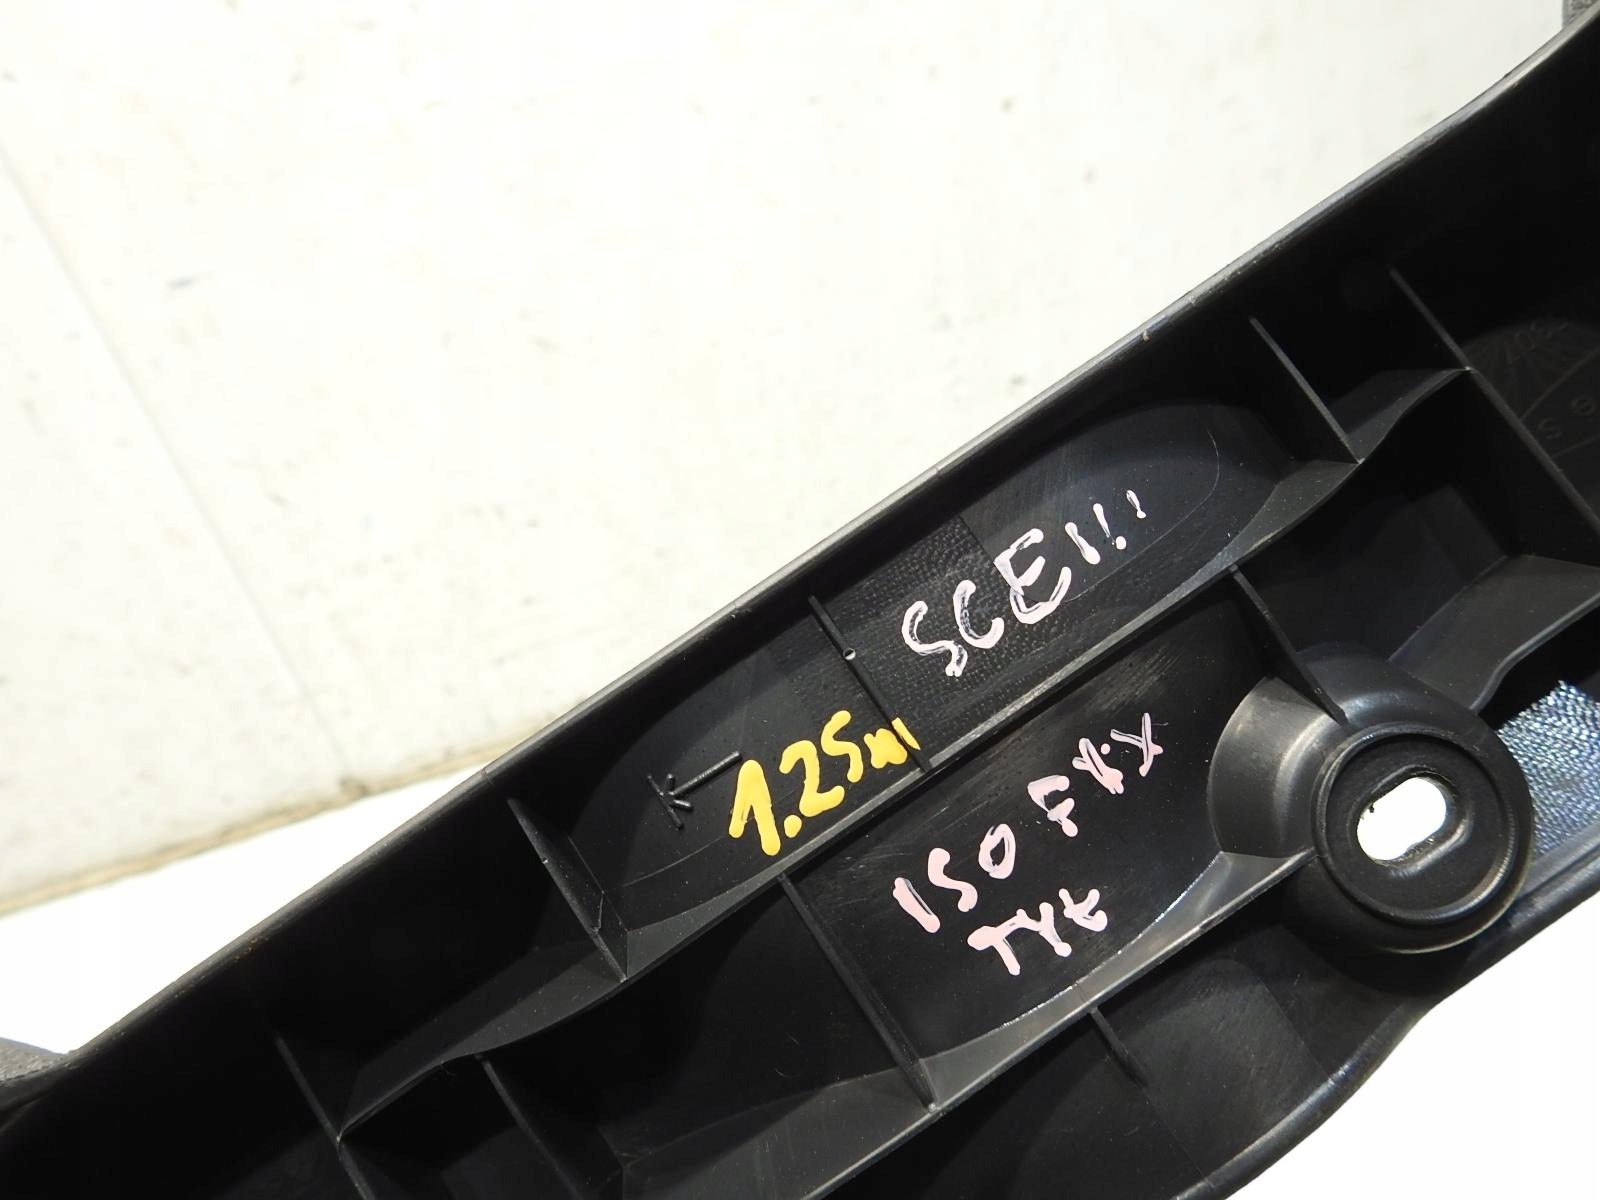 SCE!!!
1.25m
ISO FIX
TYŁ